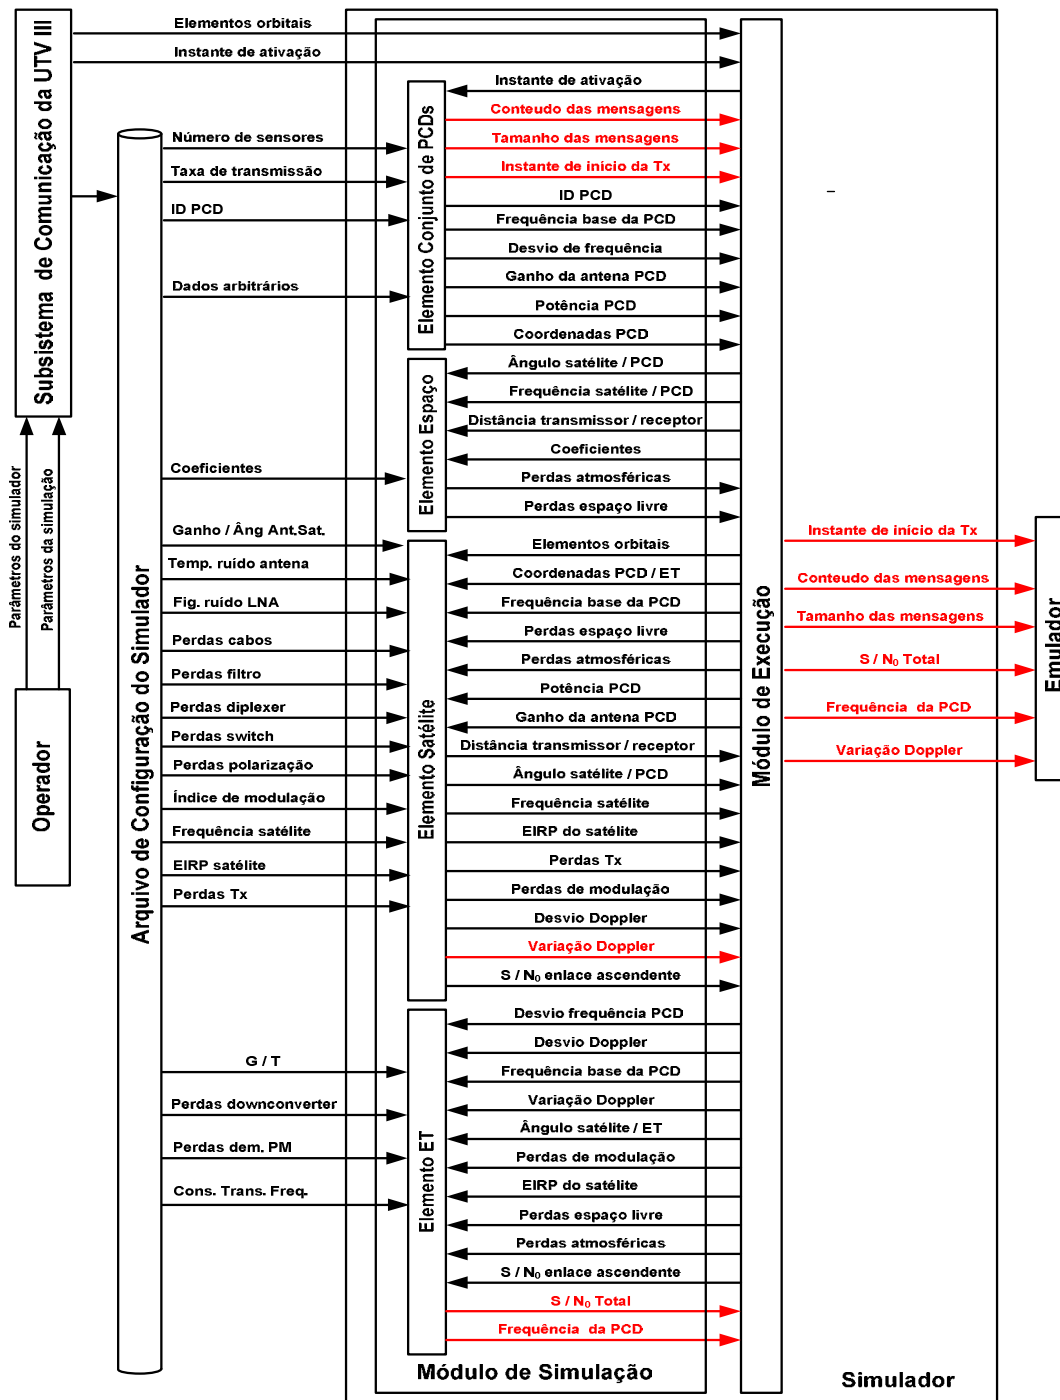 Elementos orbitais
Instante de ativação
Subsistema de Comunicação da UTV III
Parâmetros do simulador
Parâmetros da simulação
Operador
Arquivo de Configuração do Simulador
Número de sensores
Taxa de transmissão
ID PCD
Dados arbitrários
Coeficientes
Ganho / Âng Ant.Sat.
Temp. ruído antena
Fig. ruído LNA
Perdas cabos
Perdas filtro
Perdas diplexer
Perdas switch
Perdas polarização
Índice de modulação
Frequência satélite
EIRP satélite
Perdas Tx
G / T
Perdas downconverter
Perdas dem. PM
Cons. Trans. Freq.
Elemento Conjunto de PCDs
Instante de ativação
Conteudo das mensagens
Tamanho das mensagens
Instante de início da Tx
ID PCD
Frequência base da PCD
Desvio de frequência
Ganho da antena PCD
Potência PCD
Coordenadas PCD
Elemento Espaço
Ângulo satélite / PCD
Frequência satélite / PCD
Distância transmissor / receptor
Coeficientes
Perdas atmosféricas
Perdas espaço livre
Elemento Satélite
Elementos orbitais
Coordenadas PCD / ET
Frequência base da PCD
Perdas espaço livre
Perdas atmosféricas
Potência PCD
Ganho da antena PCD
Distância transmissor / receptor
Ângulo satélite / PCD
Frequência satélite
EIRP do satélite
Perdas Tx
Perdas de modulação
Desvio Doppler
Variação Doppler
S / N₀ enlace ascendente
Elemento ET
Desvio frequência PCD
Desvio Doppler
Frequência base da PCD
Variação Doppler
Ângulo satélite / ET
Perdas de modulação
EIRP do satélite
Perdas espaço livre
Perdas atmosféricas
S / N₀ enlace ascendente
S / N₀ Total
Frequência da PCD
Módulo de Simulação
Módulo de Execução
Instante de início da Tx
Conteudo das mensagens
Tamanho das mensagens
S / N₀ Total
Frequência da PCD
Variação Doppler
Emulador
Simulador